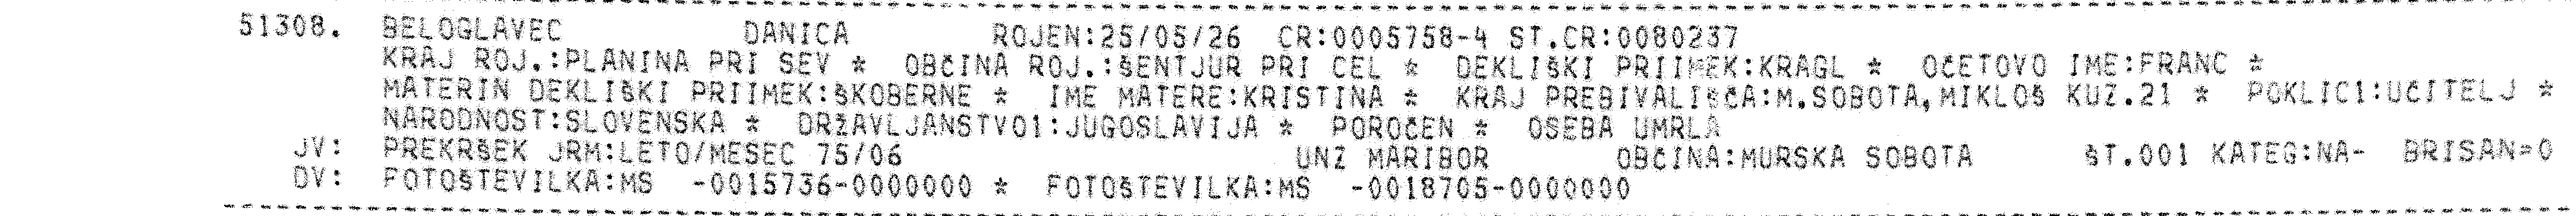 51308. BELOGLAVEC DANICA ROJEN:25/05/26 CR:0005758-4 ST.CR:0080237
KRAJ ROJ.:PLANINA PRI SEV * OBČINA ROJ.:ŠENTJUR PRI CEL * DEKLIŠKI PRIIMEK:KRAGL * OČETOVO IME:FRANC *
MATERIN DEKLIŠKI PRIIMEK:ŠKOBERNE * IME MATERE:KRISTINA * KRAJ PREBIVALIŠČA:M.SOBOTA,MIKLOŠ KUZ.21 * POKLIC1:UČITELJ *
NARODNOST:SLOVENSKA * DRŽAVLJANSTVO1:JUGOSLAVIJA * POROČEN * OSEBA UMRLA
JV: PREKRŠEK JRM:LETO/MESEC 75/06 UNZ MARIBOR OBČINA:MURSKA SOBOTA ŠT.001 KATEG:NA- BRISAN=0
DV: FOTOŠTEVILKA:MS -0015736-0000000 * FOTOŠTEVILKA:MS -0018705-0000000